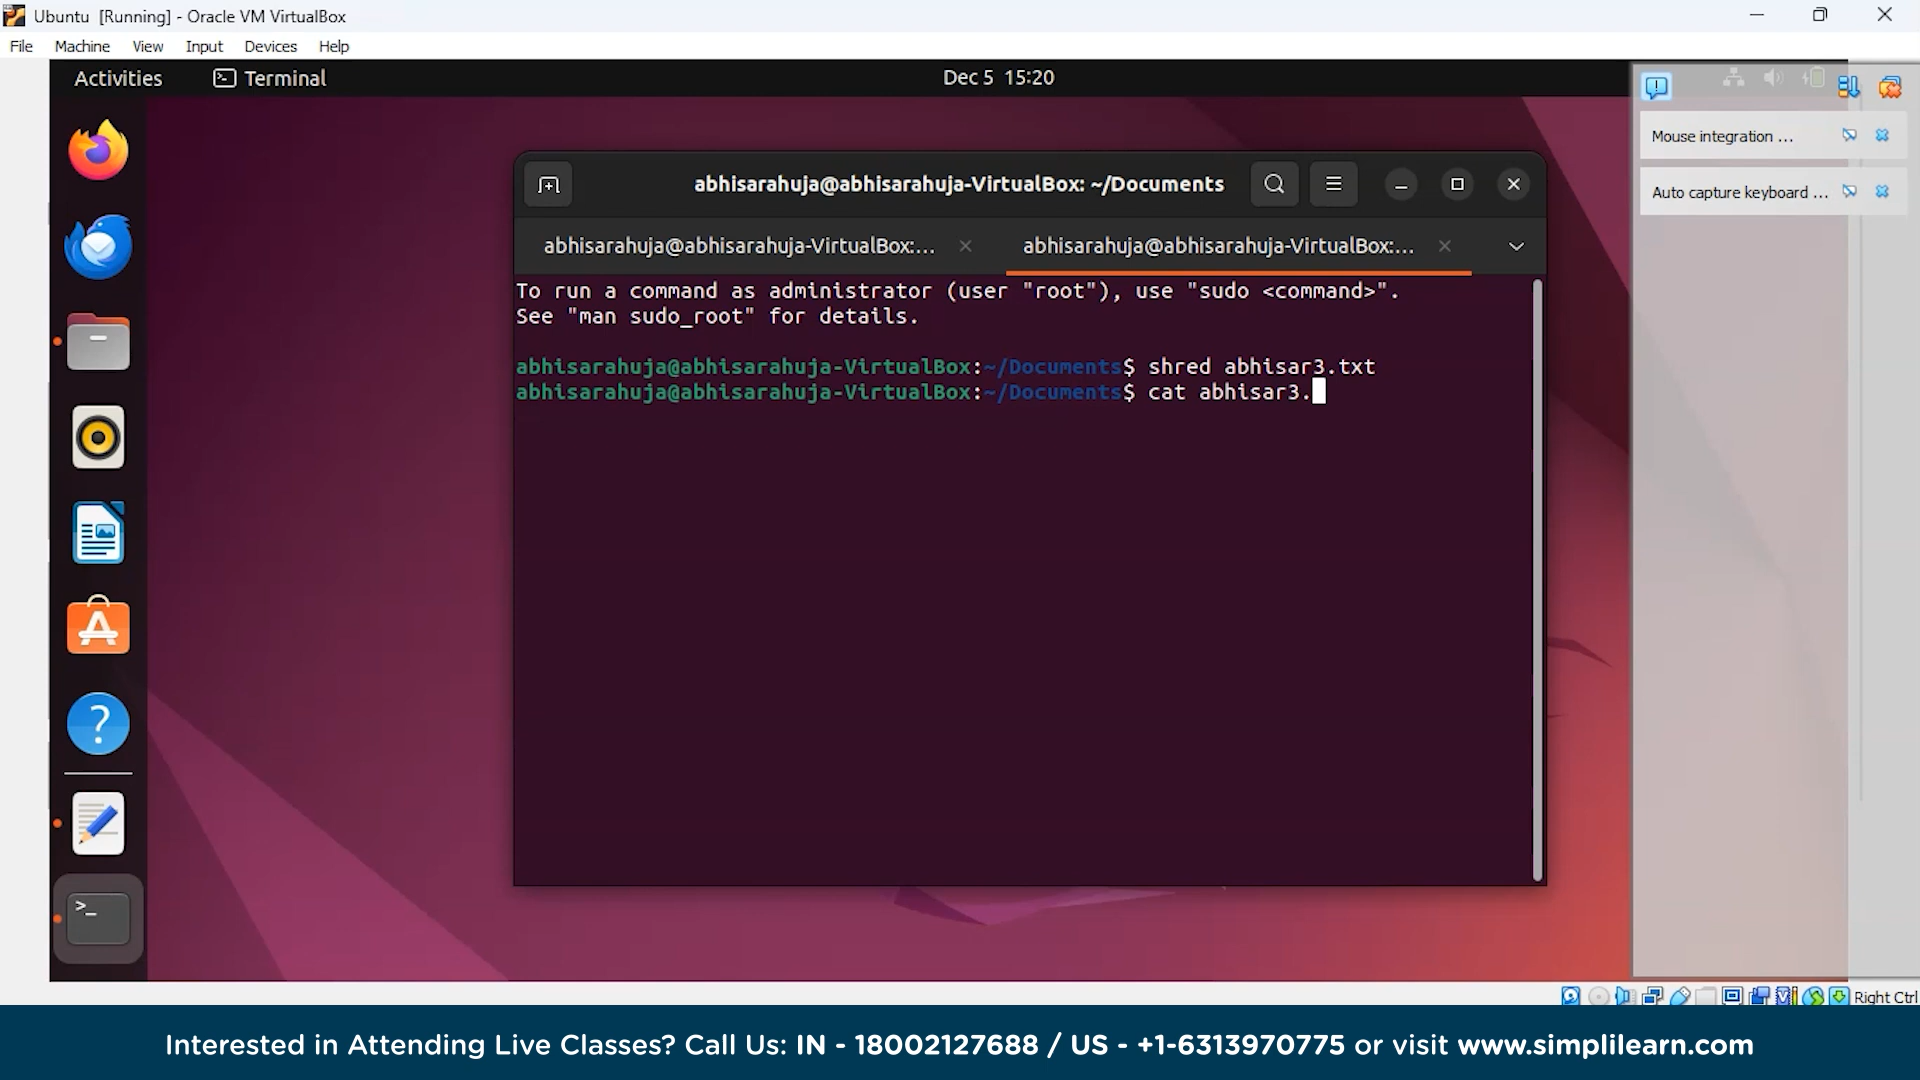 Ubuntu [Running] - Oracle VM VirtualBox
File Machine View Input Devices Help
Activities Terminal Dec 5 15:20
Mouse integration ...
Auto capture keyboard ...
abhisarahuja@abhisarahuja-VirtualBox: ~/Documents
abhisarahuja@abhisarahuja-VirtualBox:... abhisarahuja@abhisarahuja-VirtualBox:...
To run a command as administrator (user "root"), use "sudo <command>".
See "man sudo_root" for details.
abhisarahuja@abhisarahuja-VirtualBox:~/Documents$ shred abhisar3.txt
abhisarahuja@abhisarahuja-VirtualBox:~/Documents$ cat abhisar3.
Right Ctrl
Interested in Attending Live Classes? Call Us: IN - 18002127688 / US - +1-6313970775 or visit www.simplilearn.com